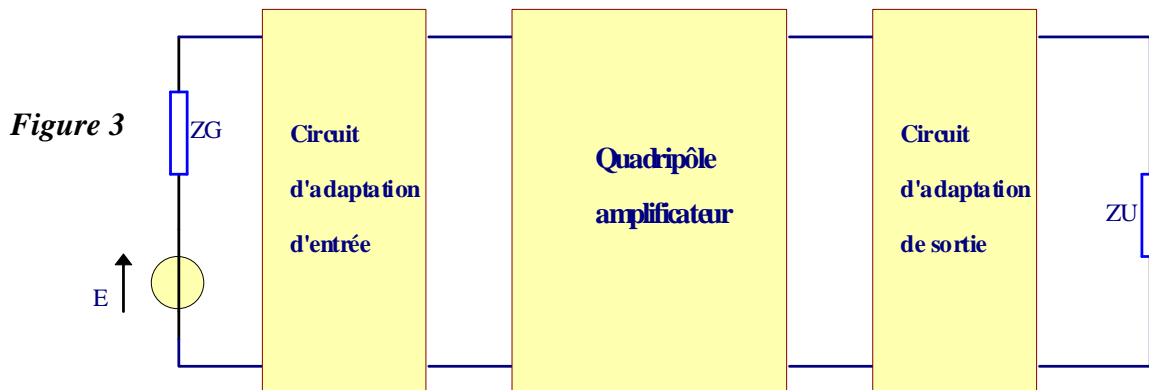 Figure 3
ZG
E
Circuit
d'adaptation
d'entrée
Quadripôle
amplificateur
Circuit
d'adaptation
de sortie
ZU